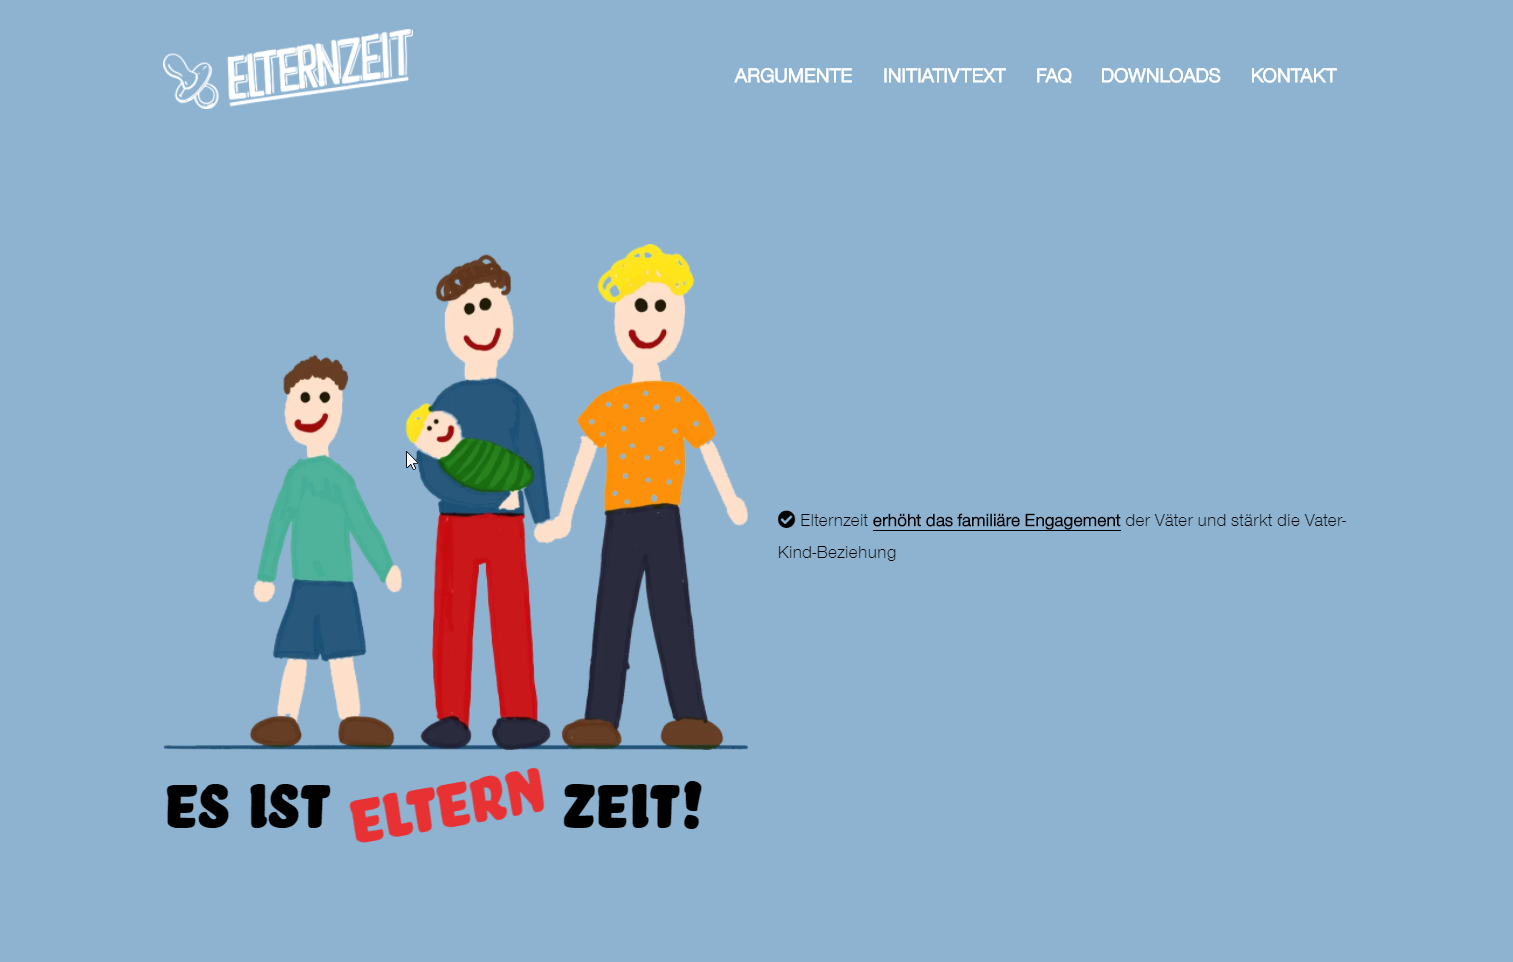 ELTERNZEIT
ARGUMENTE INITIATIVTEXT FAQ DOWNLOADS KONTAKT
Elternzeit erhöht das familiäre Engagement der Väter und stärkt die Vater-
Kind-Beziehung
ES IST ELTERN ZEIT!